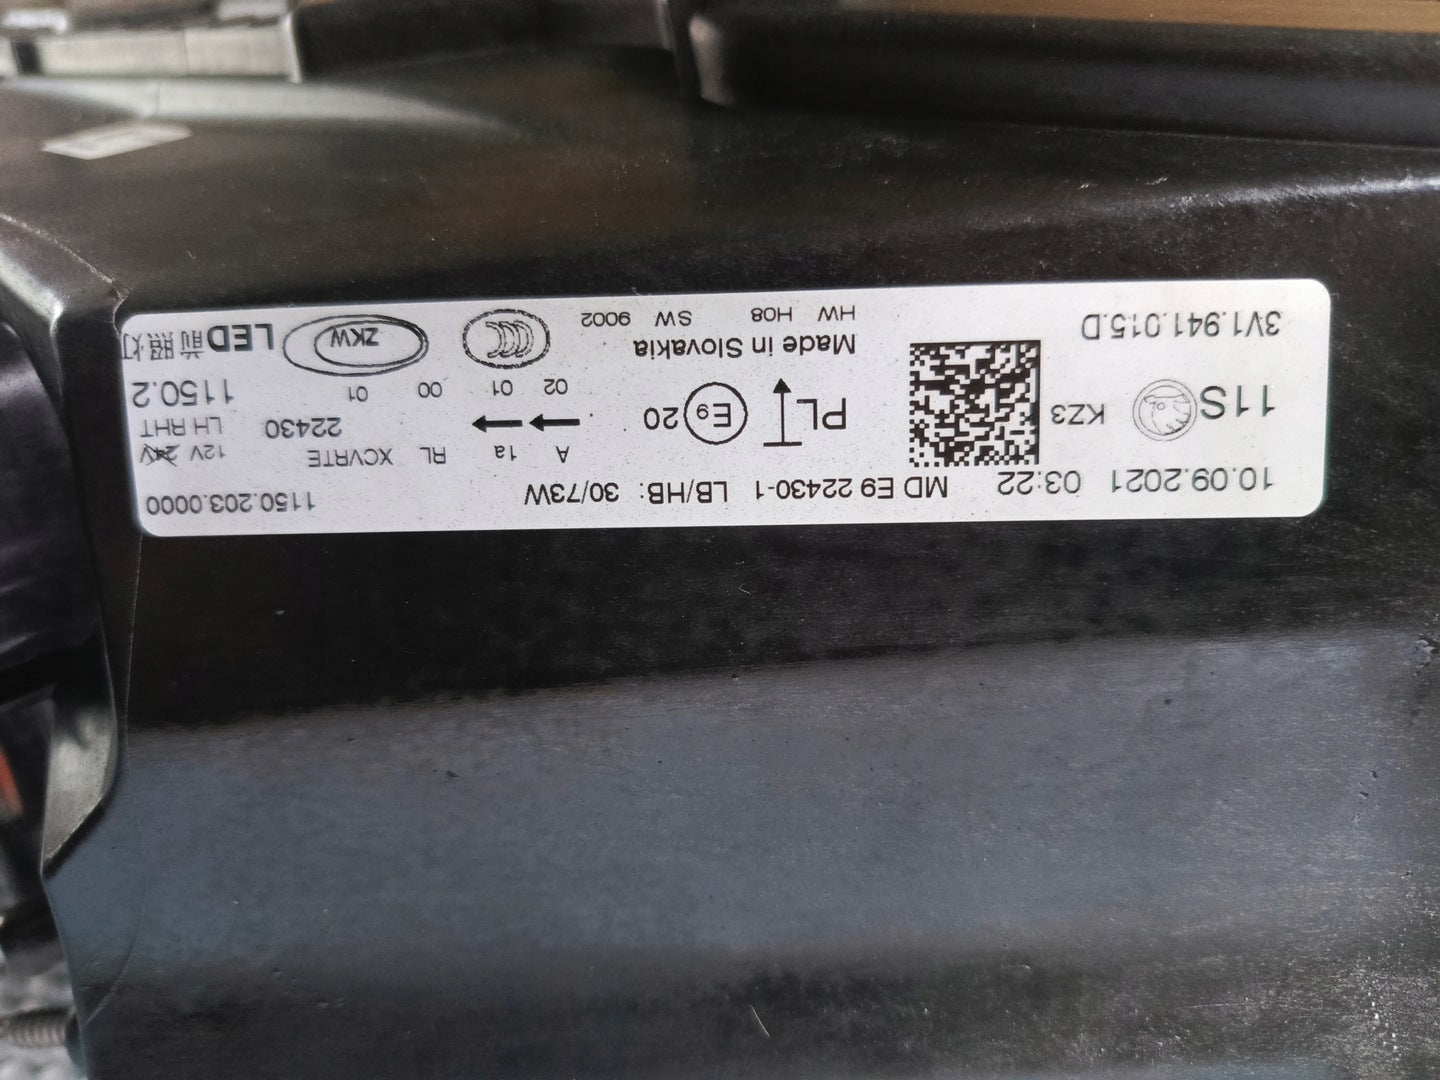 10.09.2021 03:22 MD E9 22430-1 LB/HB: 30/73W 1150.203.0000
A 1a RL XCVRTE 12V 24V
11S KZ3 PL E9 20 22430 LH RHT
02 01 00 01 1150.2
Made in Slovakia CCC ZKW LED 前照灯
3V1.941.015.D HW H08 SW 9002